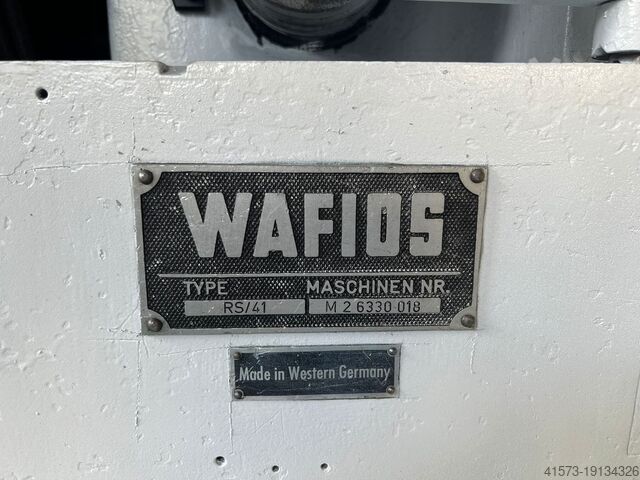 WAFIOS
TYPE MASCHINEN NR.
RS/41 M 2 6330 018
Made in Western Germany
41573-19134326